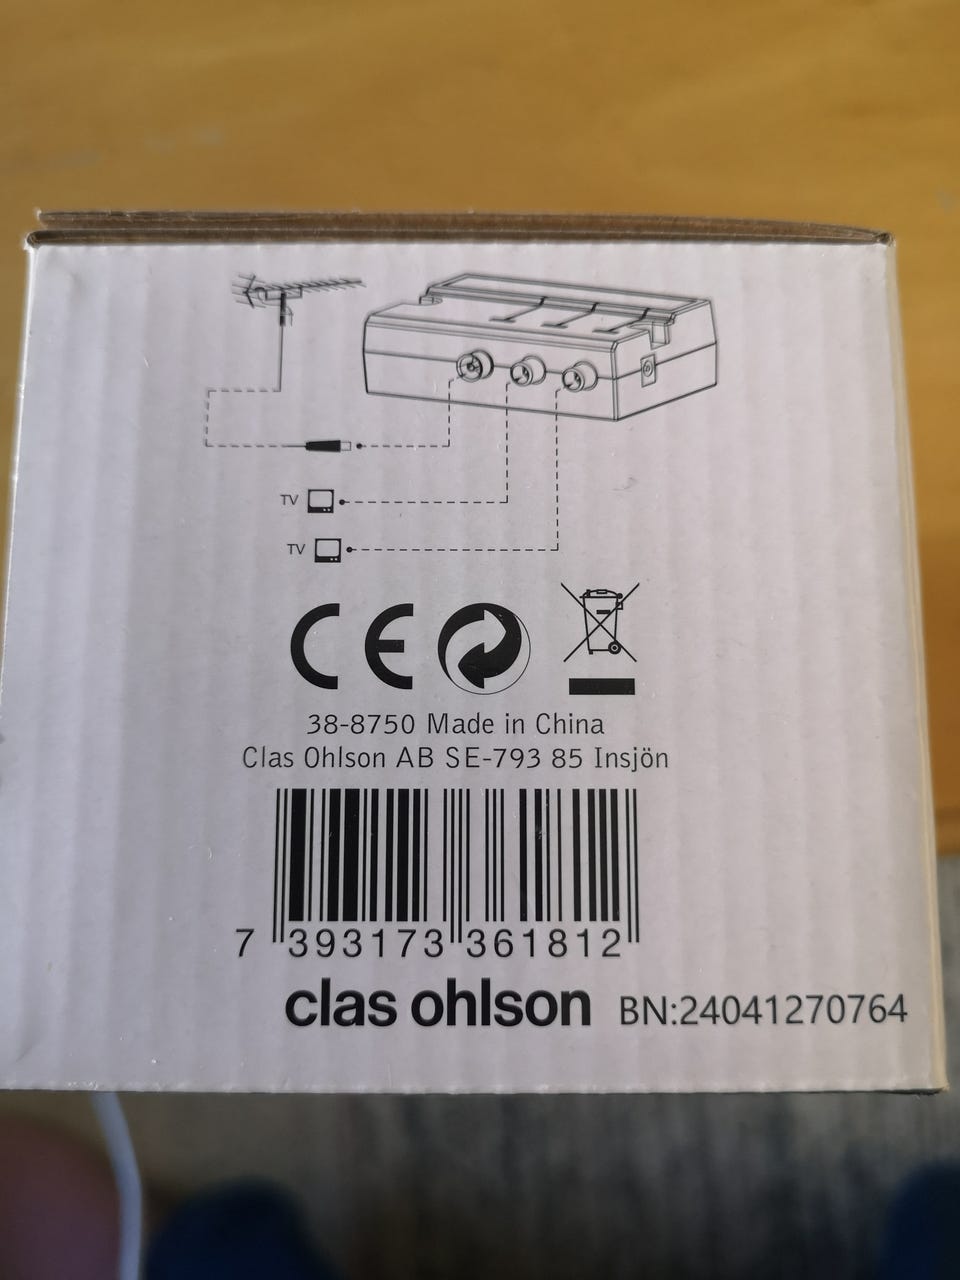 TV
TV
CE
38-8750 Made in China
Clas Ohlson AB SE-793 85 Insjön
7 393173 361812
clas ohlson BN:24041270764